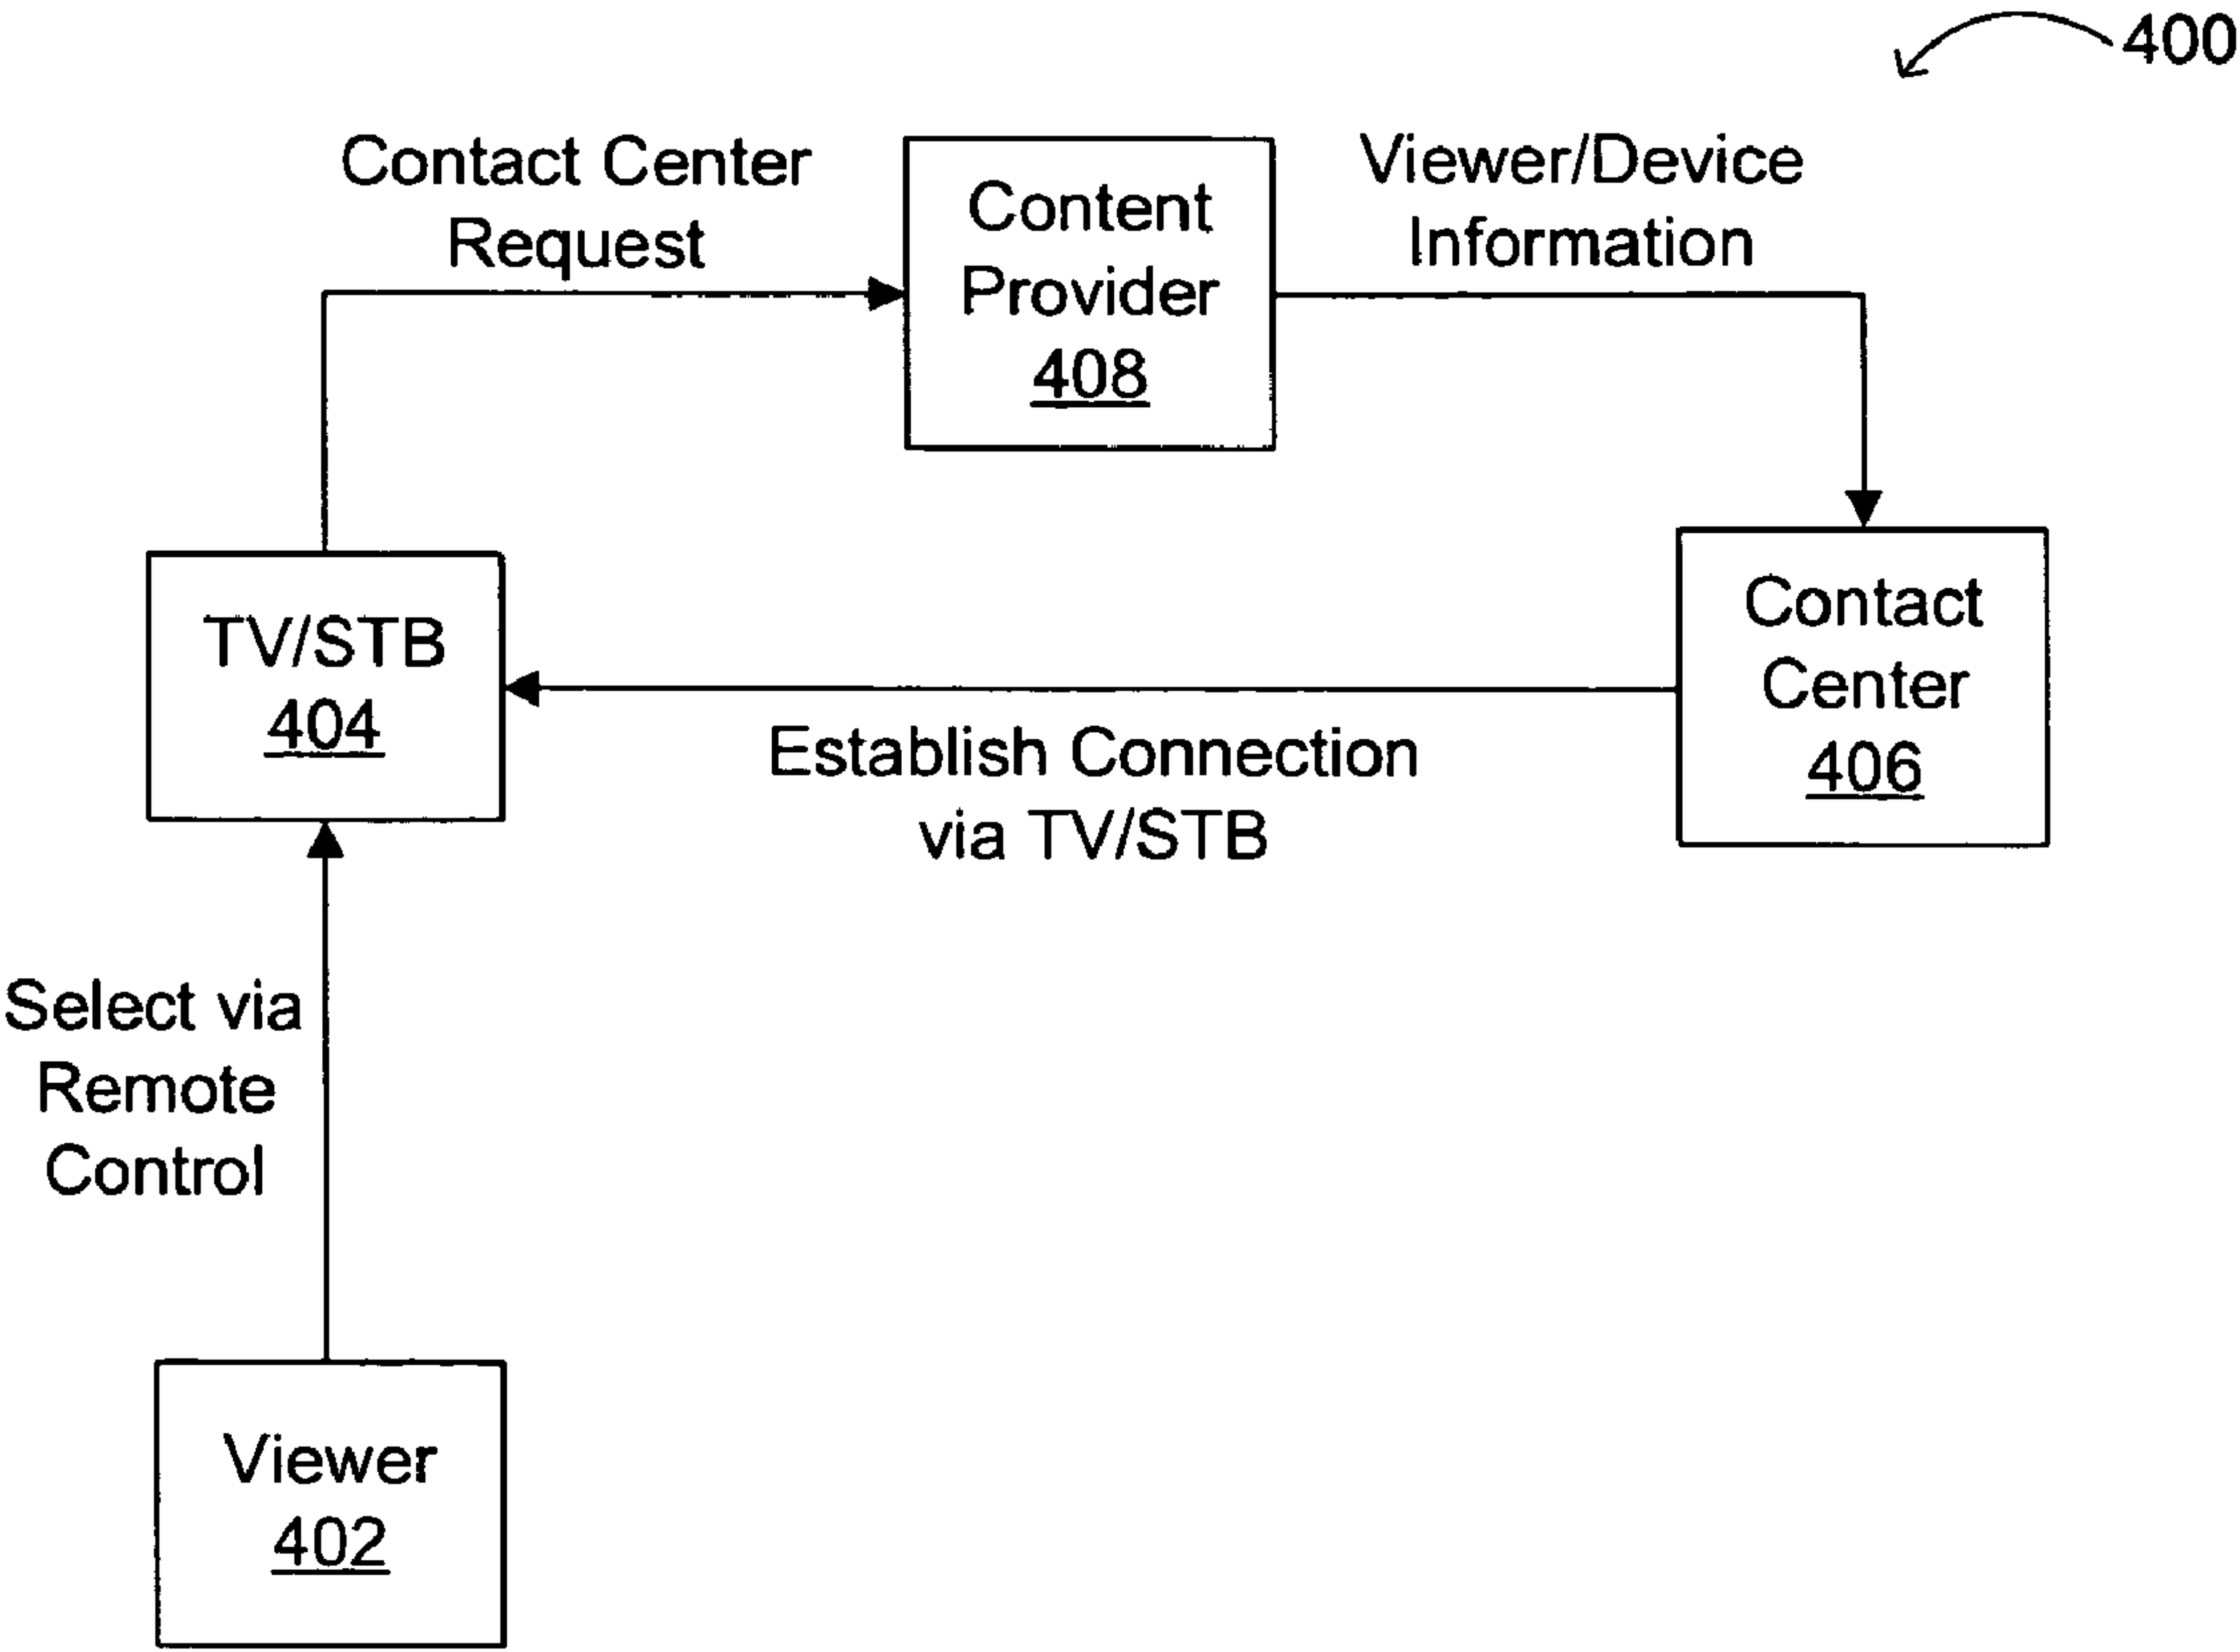 400
Contact Center
Request
Content
Provider
408
Viewer/Device
Information
TV/STB
404
Contact
Center
406
Establish Connection
via TV/STB
Select via
Remote
Control
Viewer
402